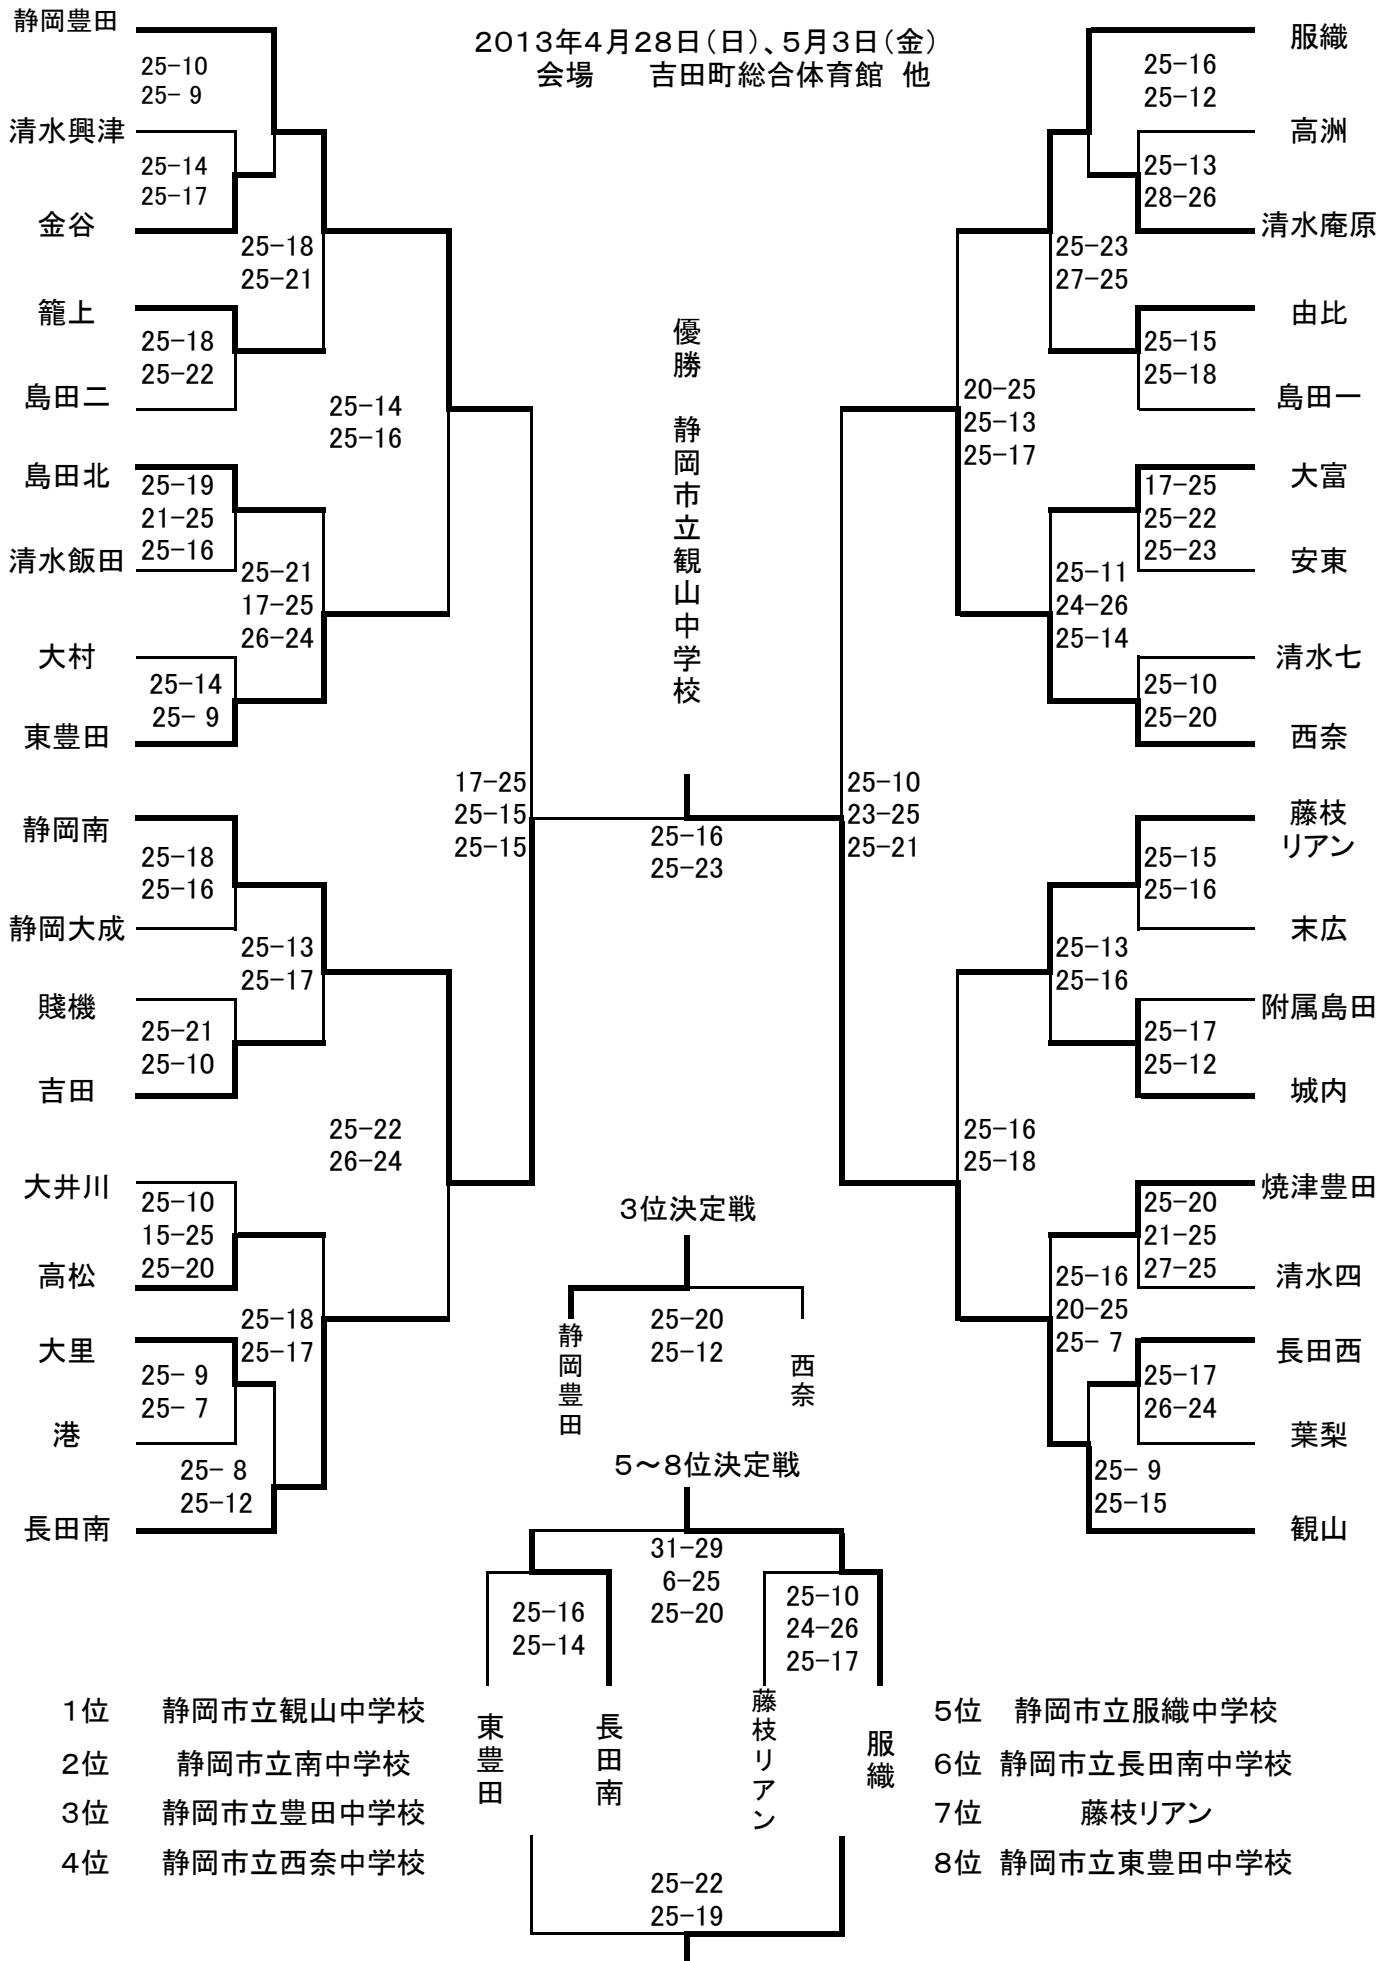 2013年4月28日(日)、5月3日(金)
会場 吉田町総合体育館 他
静岡豊田
25-10
25- 9
清水興津
25-14
25-17
金谷
25-18
25-21
籠上
25-18
25-22
島田二
25-14
25-16
島田北
25-19
21-25
25-16
清水飯田
25-21
17-25
26-24
大村
25-14
25- 9
東豊田
17-25
25-15
25-15
静岡南
25-18
25-16
静岡大成
25-13
25-17
賤機
25-21
25-10
吉田
25-22
26-24
大井川
25-10
15-25
25-20
高松
25-18
25-17
大里
25- 9
25- 7
港
25- 8
25-12
長田南
優勝 静岡市立観山中学校
25-16
25-23
服織
25-16
25-12
高洲
25-13
28-26
清水庵原
25-23
27-25
由比
25-15
25-18
島田一
20-25
25-13
25-17
大富
17-25
25-22
25-23
安東
25-11
24-26
25-14
清水七
25-10
25-20
西奈
25-10
23-25
25-21
藤枝
リアン
25-15
25-16
末広
25-13
25-16
附属島田
25-17
25-12
城内
25-16
25-18
焼津豊田
25-20
21-25
27-25
清水四
25-16
20-25
25- 7
長田西
25-17
26-24
葉梨
25- 9
25-15
観山
3位決定戦
25-20
25-12
静岡豊田
西奈
5～8位決定戦
31-29
6-25
25-20
25-16
25-14
25-10
24-26
25-17
東豊田
長田南
藤枝リアン
服織
25-22
25-19
1位 静岡市立観山中学校
2位 静岡市立南中学校
3位 静岡市立豊田中学校
4位 静岡市立西奈中学校
5位 静岡市立服織中学校
6位 静岡市立長田南中学校
7位 藤枝リアン
8位 静岡市立東豊田中学校